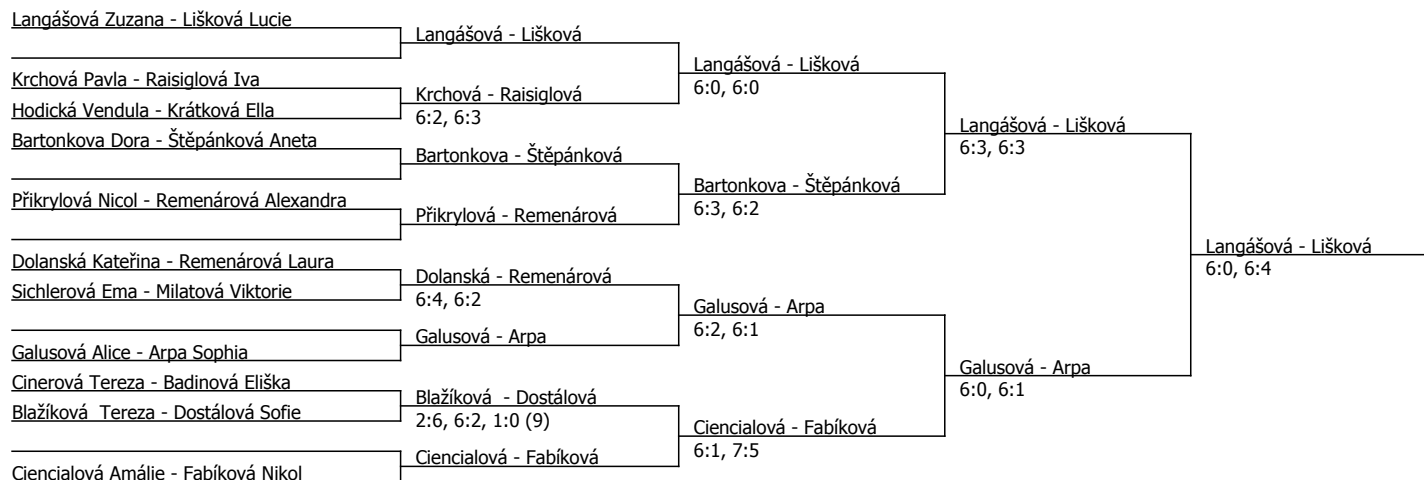 Langášová Zuzana - Lišková Lucie
Krchová Pavla - Raisiglová Iva
Hodická Vendula - Krátková Ella
Bartonkova Dora - Štěpánková Aneta
Přikrylová Nicol - Remenárová Alexandra
Dolanská Kateřina - Remenárová Laura
Sichlerová Ema - Milatová Viktorie
Galusová Alice - Arpa Sophia
Cinerová Tereza - Badinová Eliška
Blažíková  Tereza - Dostálová Sofie
Ciencialová Amálie - Fabíková Nikol
Langášová - Lišková
Krchová - Raisiglová
6:2, 6:3
Bartonkova - Štěpánková
Přikrylová - Remenárová
Dolanská - Remenárová
6:4, 6:2
Galusová - Arpa
Blažíková  - Dostálová
2:6, 6:2, 1:0 (9)
Ciencialová - Fabíková
Langášová - Lišková
6:0, 6:0
Bartonkova - Štěpánková
6:3, 6:2
Galusová - Arpa
6:2, 6:1
Ciencialová - Fabíková
6:1, 7:5
Langášová - Lišková
6:3, 6:3
Galusová - Arpa
6:0, 6:1
Langášová - Lišková
6:0, 6:4